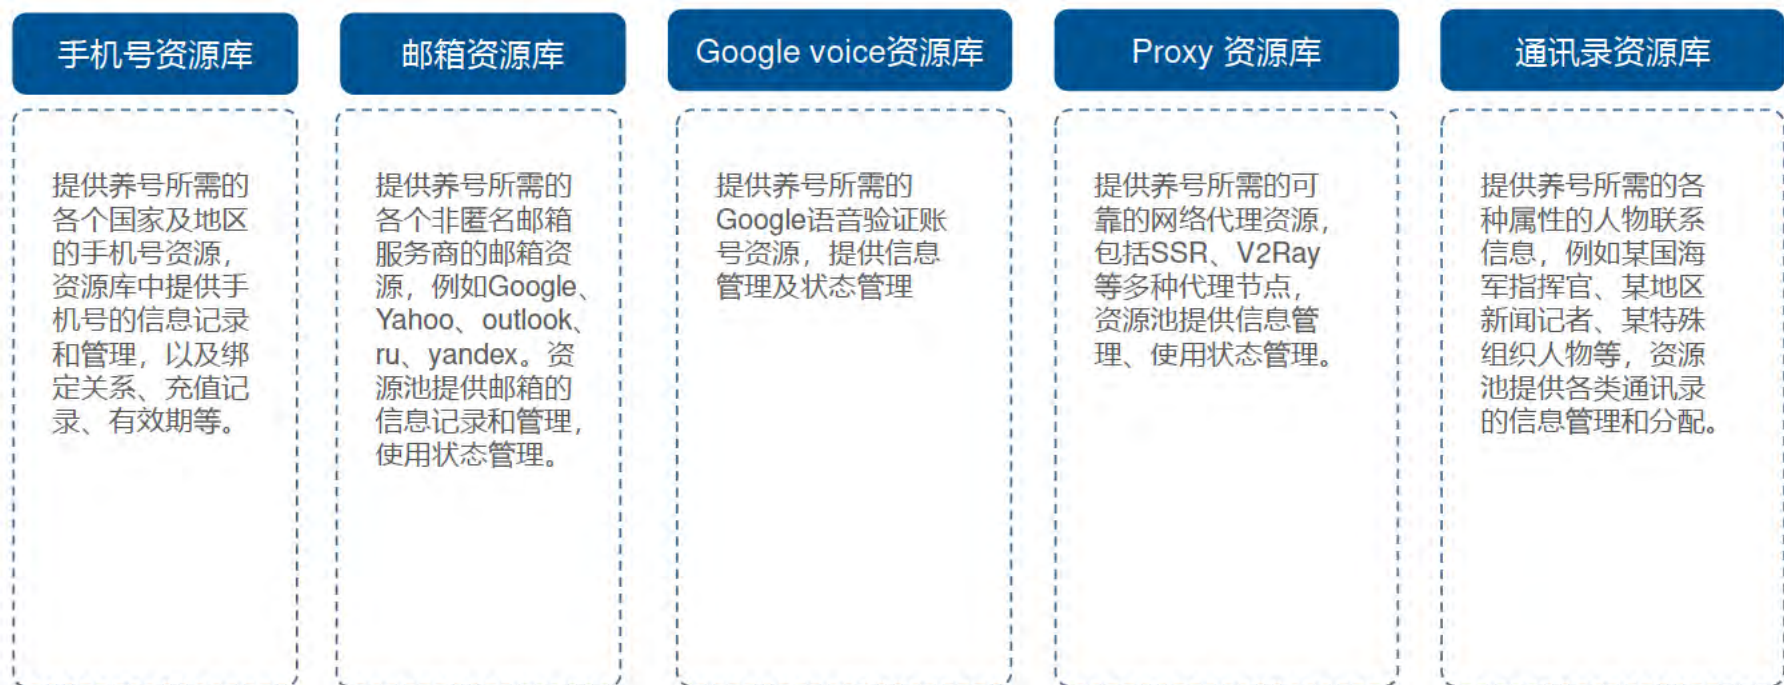 手机号资源库
提供养号所需的
各个国家及地区
的手机号资源，
资源库中提供手
机号的信息记录
和管理，以及绑
定关系、充值记
录、有效期等。
邮箱资源库
提供养号所需的
各个非匿名邮箱
服务商的邮箱资
源，例如Google、
Yahoo、outlook、
ru、yandex。资
源池提供邮箱的
信息记录和管理，
使用状态管理。
Google voice资源库
提供养号所需的
Google语音验证账
号资源，提供信息
管理及状态管理
Proxy 资源库
提供养号所需的可
靠的网络代理资源，
包括SSR、V2Ray
等多种代理节点，
资源池提供信息管
理、使用状态管理。
通讯录资源库
提供养号所需的各
种属性的人物联系
信息，例如某国海
军指挥官、某地区
新闻记者、某特殊
组织人物等，资源
池提供各类通讯录
的信息管理和分配。